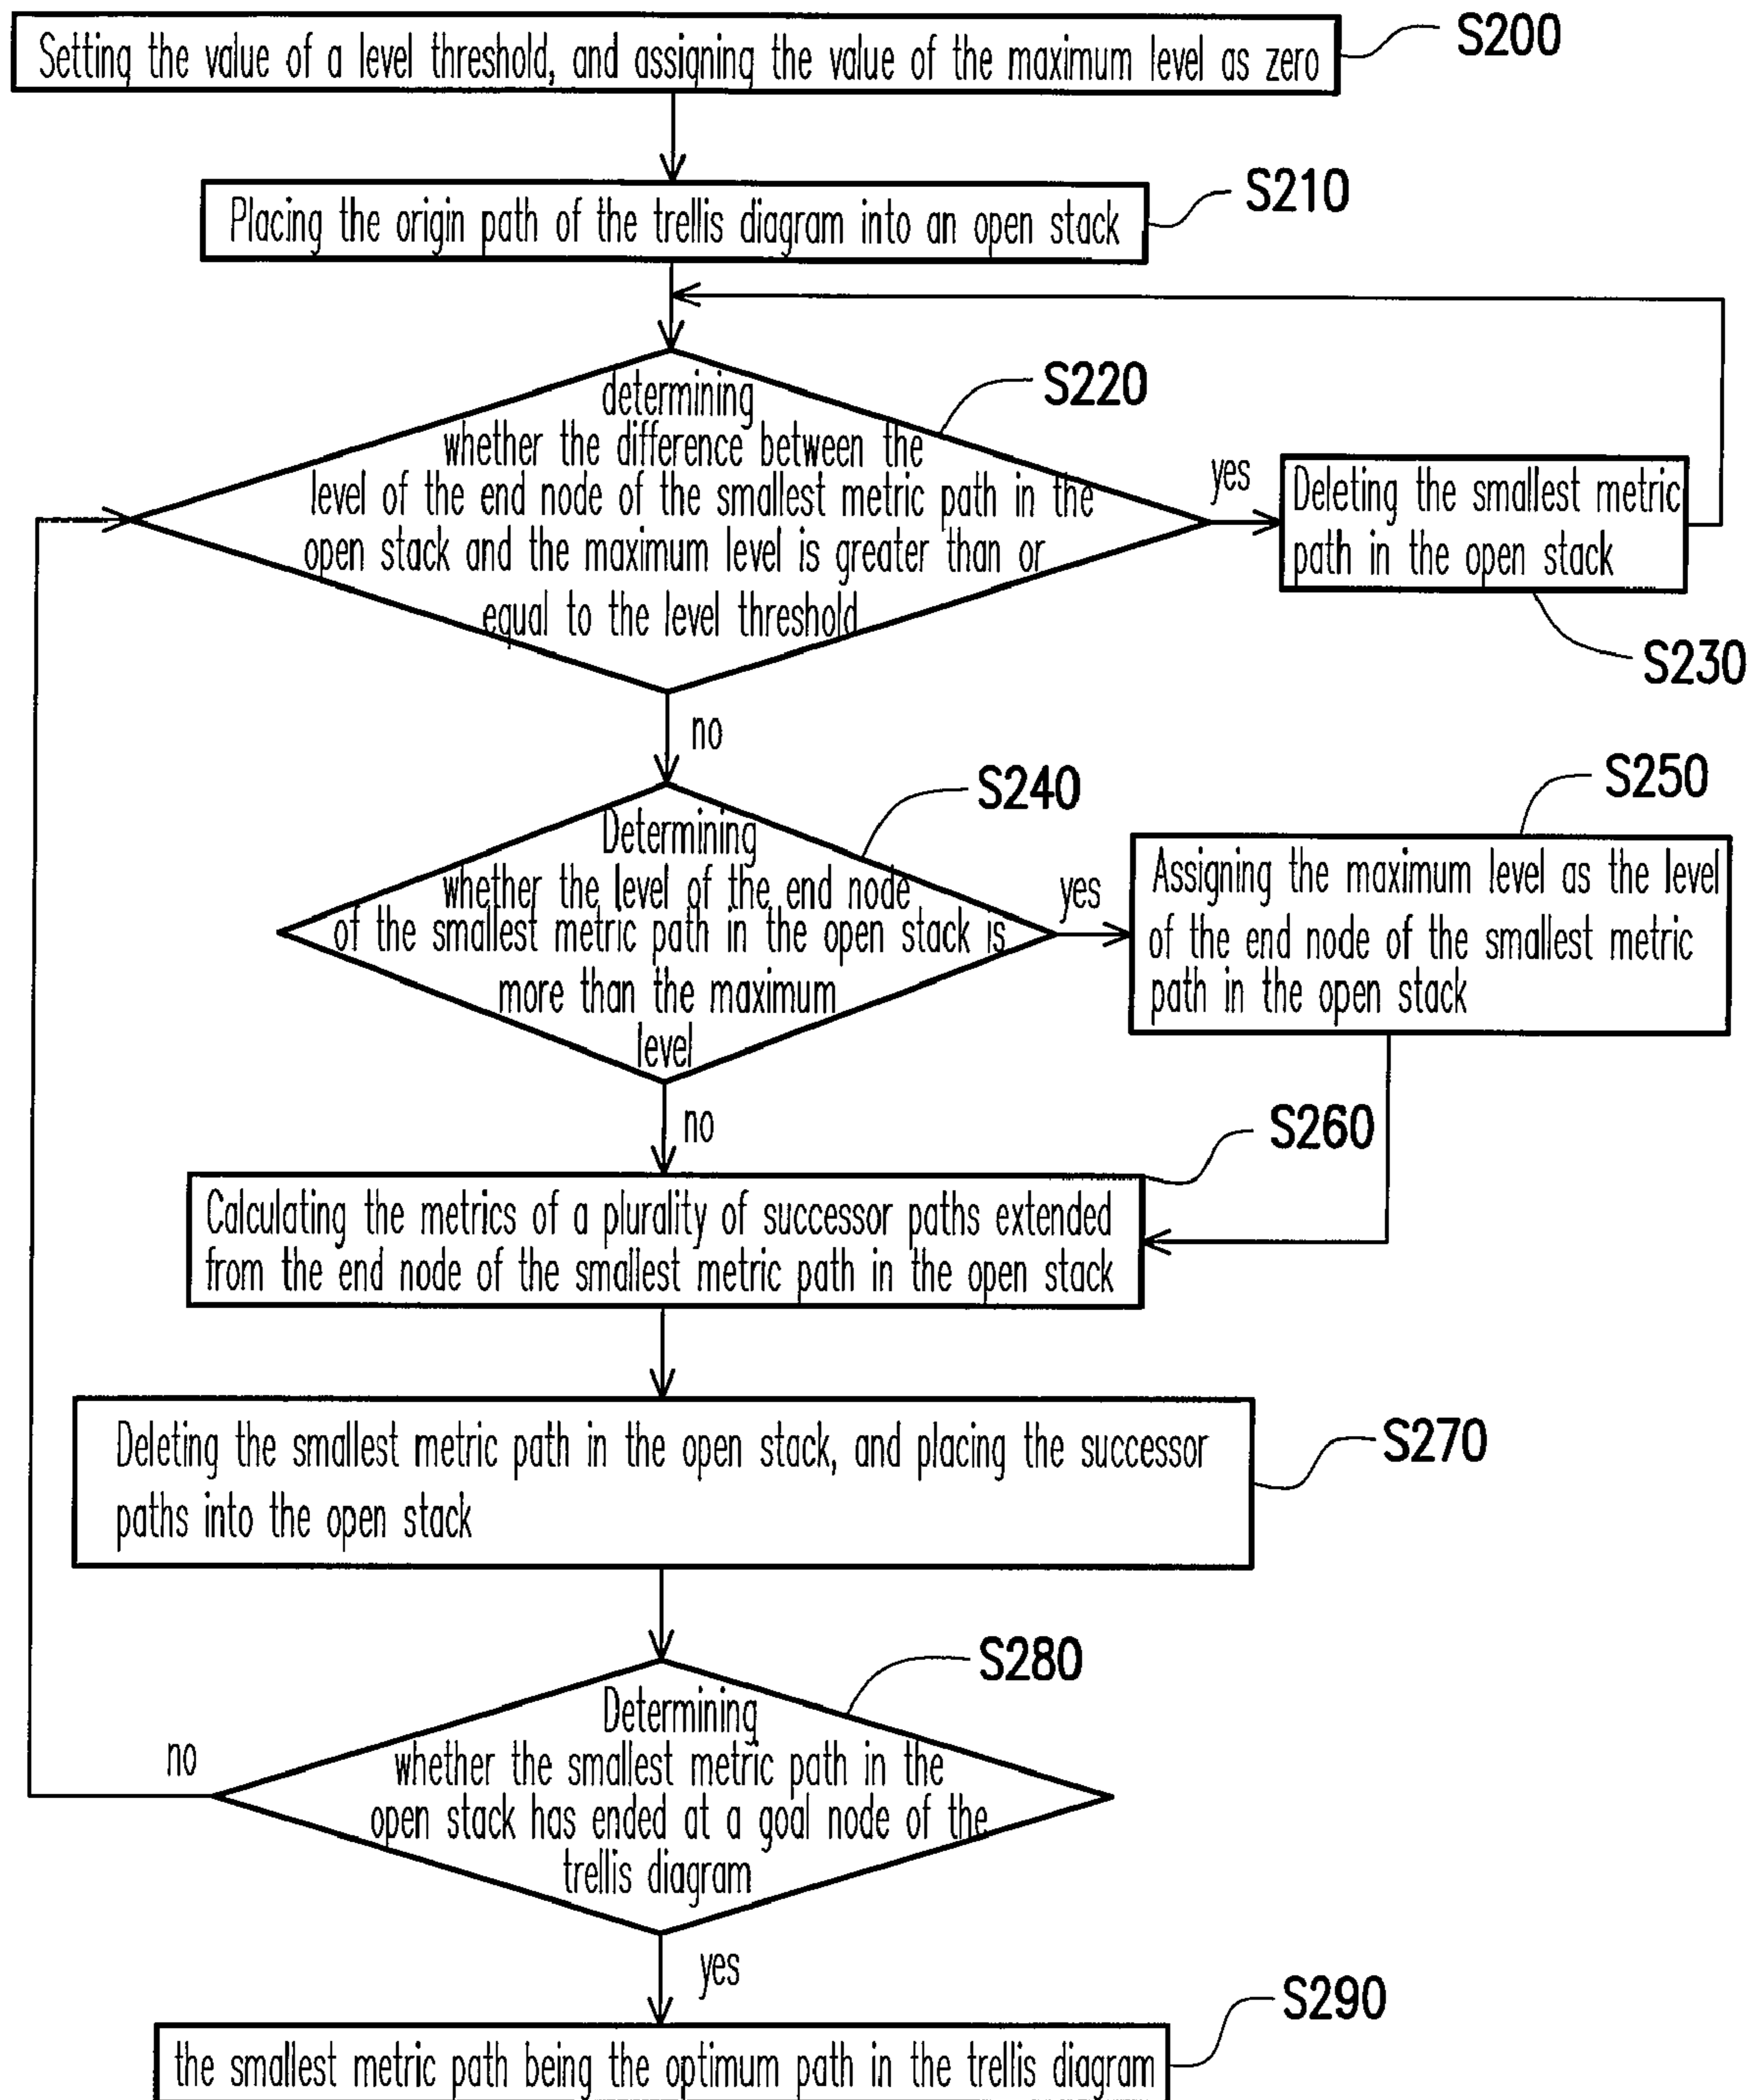 Setting the value of a level threshold, and assigning the value of the maximum level as zero
S200
Placing the origin path of the trellis diagram into an open stack
S210
determining
whether the difference between the
level of the end node of the smallest metric path in the
open stack and the maximum level is greater than or
equal to the level threshold
S220
yes
Deleting the smallest metric
path in the open stack
S230
no
Determining
whether the level of the end node
of the smallest metric path in the open stack is
more than the maximum
level
S240
yes
Assigning the maximum level as the level
of the end node of the smallest metric
path in the open stack
S250
no
Calculating the metrics of a plurality of successor paths extended
from the end node of the smallest metric path in the open stack
S260
Deleting the smallest metric path in the open stack, and placing the successor
paths into the open stack
S270
Determining
whether the smallest metric path in the
open stack has ended at a goal node of the
trellis diagram
S280
no
yes
the smallest metric path being the optimum path in the trellis diagram
S290